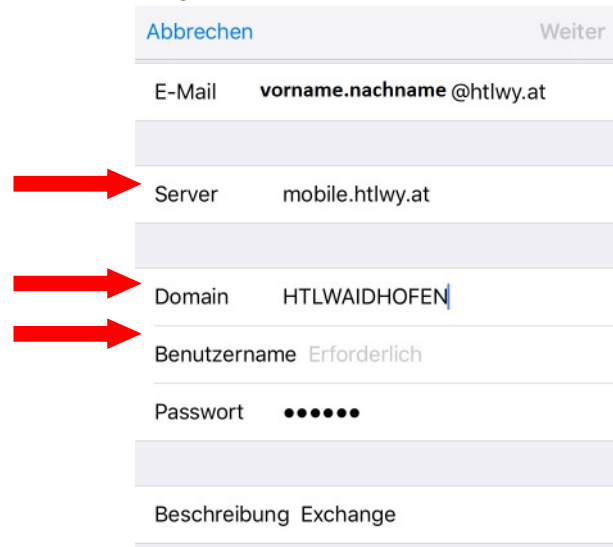 Abbrechen Weiter
E-Mail vorname.nachname @htlwy.at
Server mobile.htlwy.at
Domain HTLWAIDHOFEN
Benutzername Erforderlich
Passwort ●●●●●●
Beschreibung Exchange